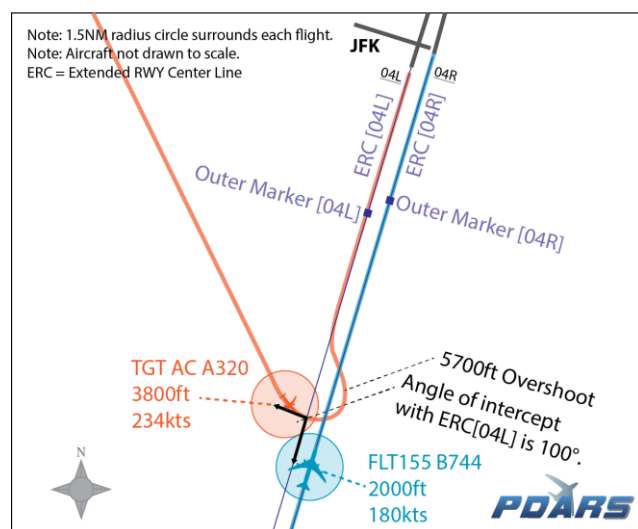 Note: 1.5NM radius circle surrounds each flight.
Note: Aircraft not drawn to scale.
ERC = Extended RWY Center Line
JFK
04L
04R
ERC [04L]
ERC [04R]
Outer Marker [04L]
Outer Marker [04R]
TGT AC A320
3800ft
234kts
5700ft Overshoot
Angle of intercept
with ERC[04L] is 100°.
FLT155 B744
2000ft
180kts
N
PDARS